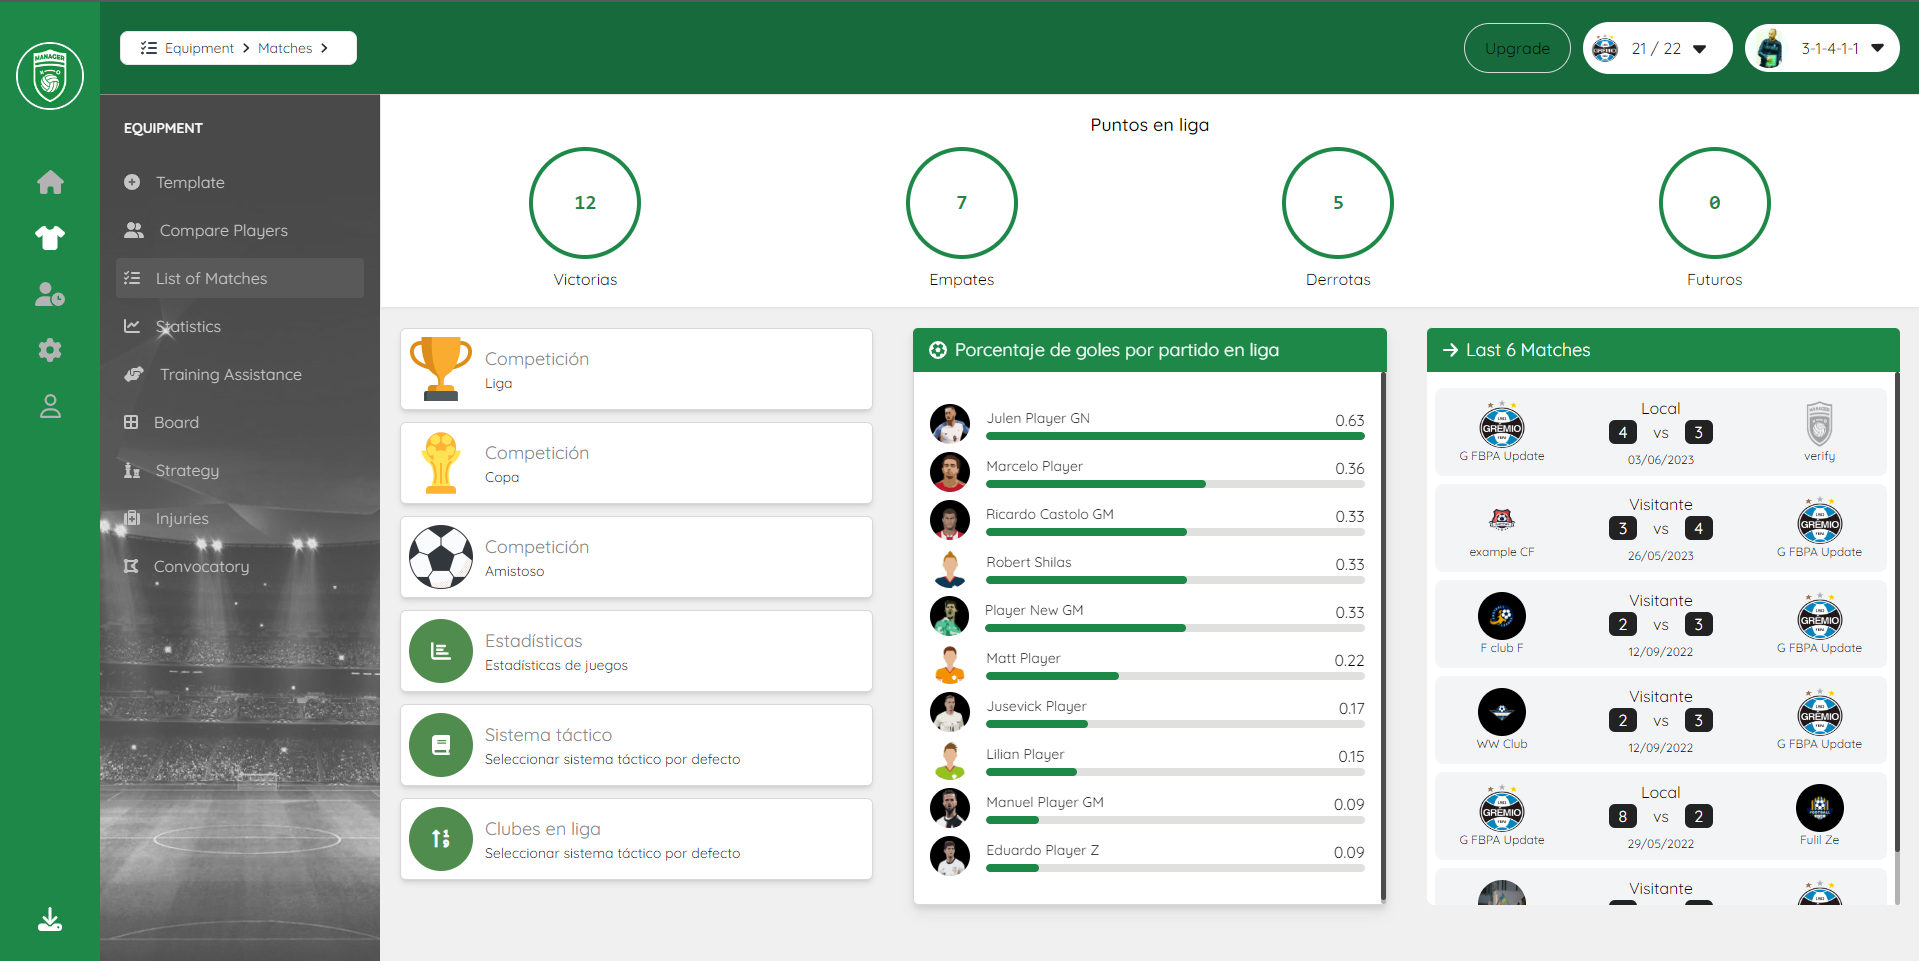 MANAGER
Equipment > Matches >
Upgrade
21 / 22
3-1-4-1-1
EQUIPMENT
Template
Compare Players
List of Matches
Statistics
Training Assistance
Board
Strategy
Injuries
Convocatory
Puntos en liga
12
7
5
0
Victorias
Empates
Derrotas
Futuros
Competición
Liga
Competición
Copa
Competición
Amistoso
Estadísticas
Estadísticas de juegos
Sistema táctico
Seleccionar sistema táctico por defecto
Clubes en liga
Seleccionar sistema táctico por defecto
Porcentaje de goles por partido en liga
Julen Player GN 0.63
Marcelo Player 0.36
Ricardo Castolo GM 0.33
Robert Shilas 0.33
Player New GM 0.33
Matt Player 0.22
Jusevick Player 0.17
Lilian Player 0.15
Manuel Player GM 0.09
Eduardo Player Z 0.09
Last 6 Matches
Local
GRÊMIO
4 vs 3
G FBPA Update
verify
03/06/2023
Visitante
3 vs 4
GRÊMIO
example CF
G FBPA Update
26/05/2023
Visitante
2 vs 3
GRÊMIO
F club F
G FBPA Update
12/09/2022
Visitante
2 vs 3
GRÊMIO
WW Club
G FBPA Update
12/09/2022
Local
GRÊMIO
8 vs 2
G FBPA Update
Fulil Ze
29/05/2022
Visitante